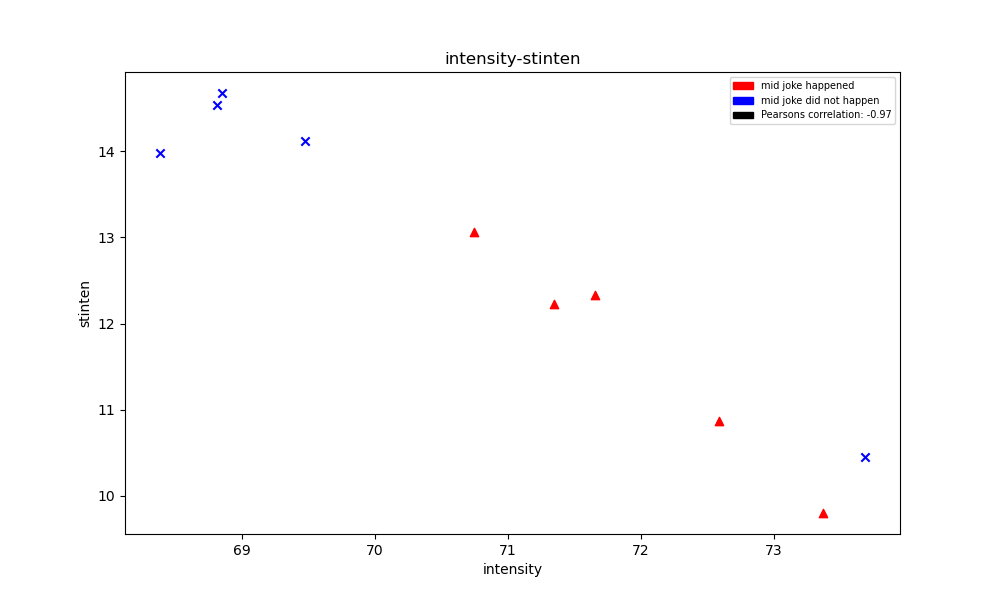 intensity-stinten
mid joke happened
mid joke did not happen
Pearsons correlation: -0.97
14
13
12
11
10
stinten
69 70 71 72 73
intensity